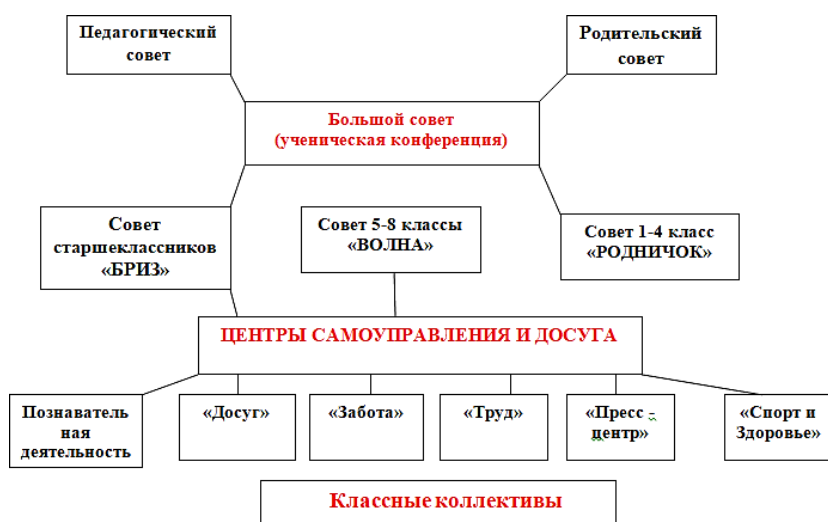 Педагогический
совет
Родительский
совет
Большой совет
(ученическая конференция)
Совет
старшеклассников
«БРИЗ»
Совет 5-8 классы
«ВОЛНА»
Совет 1-4 класс
«РОДНИЧОК»
ЦЕНТРЫ САМОУПРАВЛЕНИЯ И ДОСУГА
Познаватель
ная
деятельность
«Досуг»
«Забота»
«Труд»
«Пресс -
центр»
«Спорт и
Здоровье»
Классные коллективы